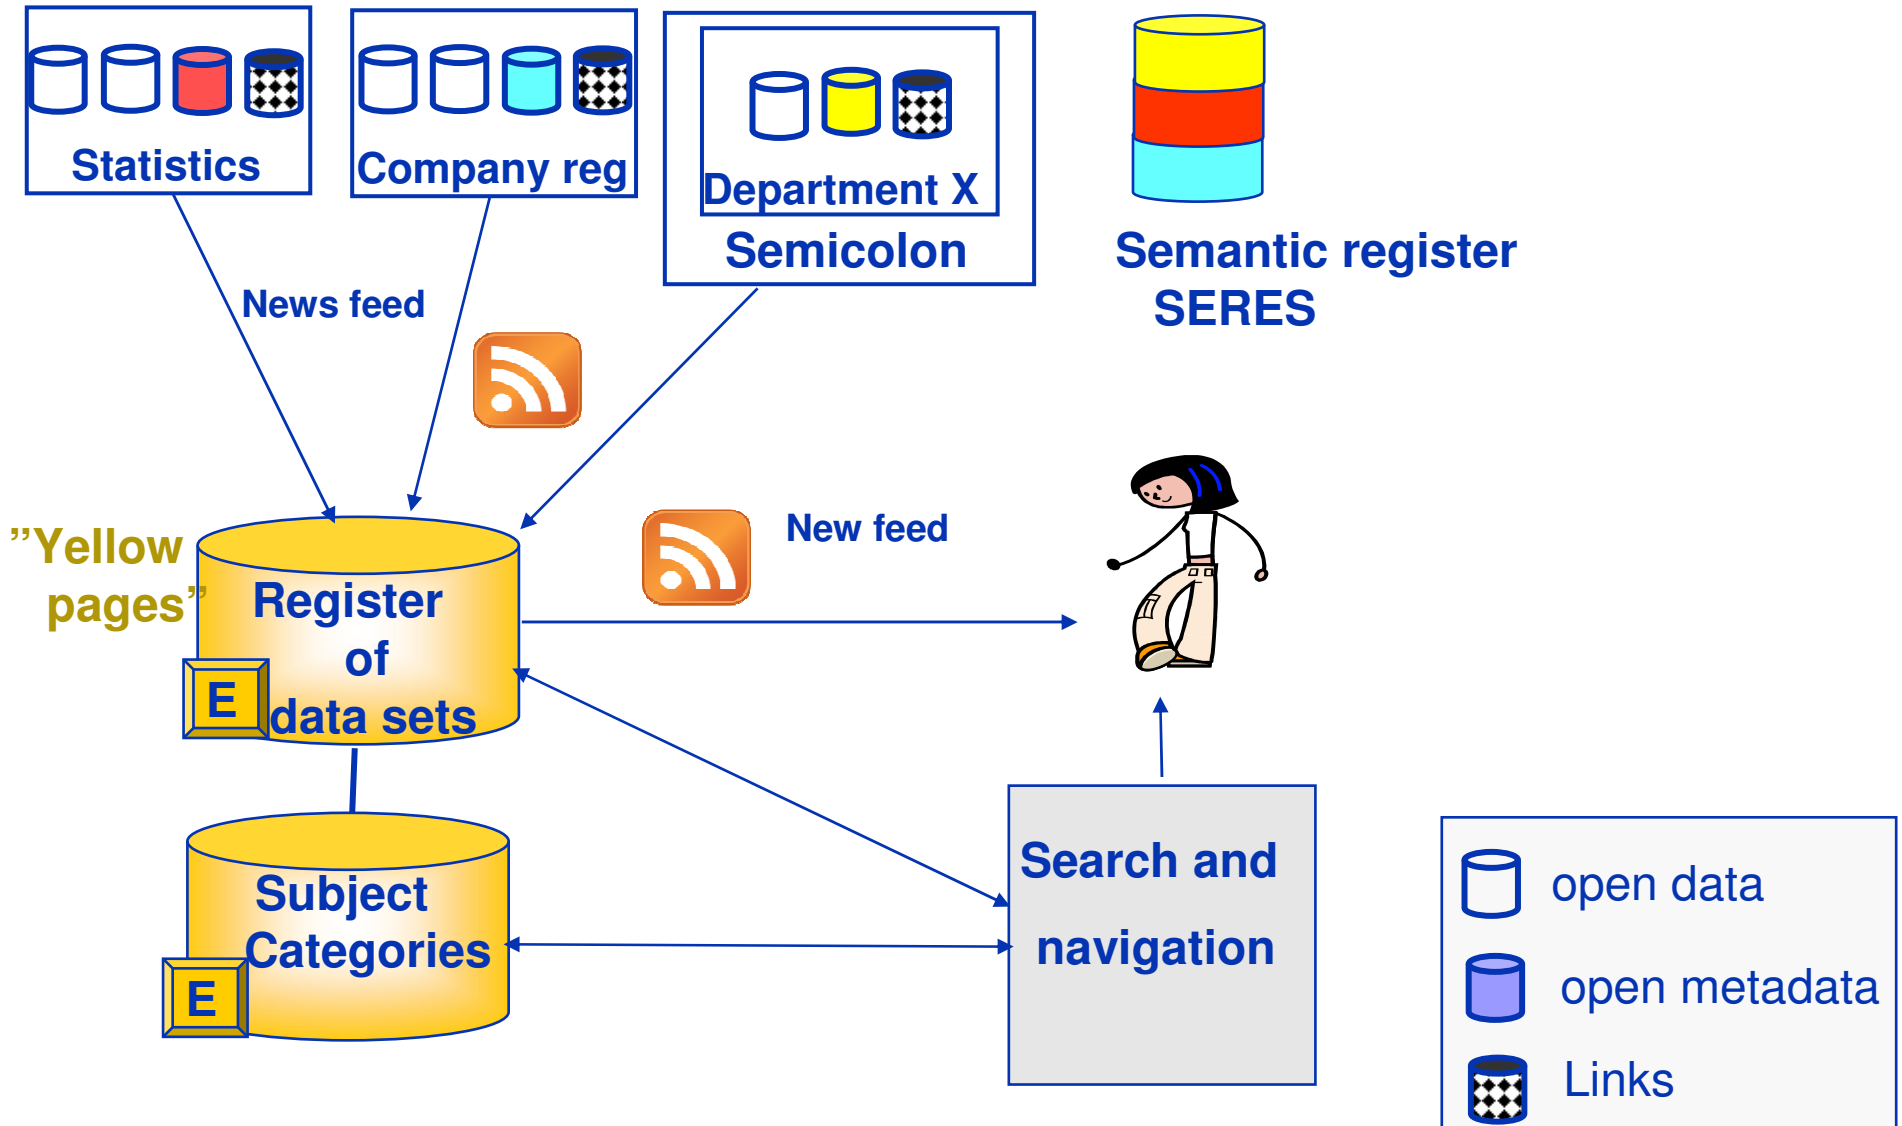 Statistics
Company reg
Department X
Semicolon
Semantic register
SERES
News feed
New feed
”Yellow
pages”
Register
of
data sets
E
Subject
Categories
E
Search and
navigation
open data
open metadata
Links